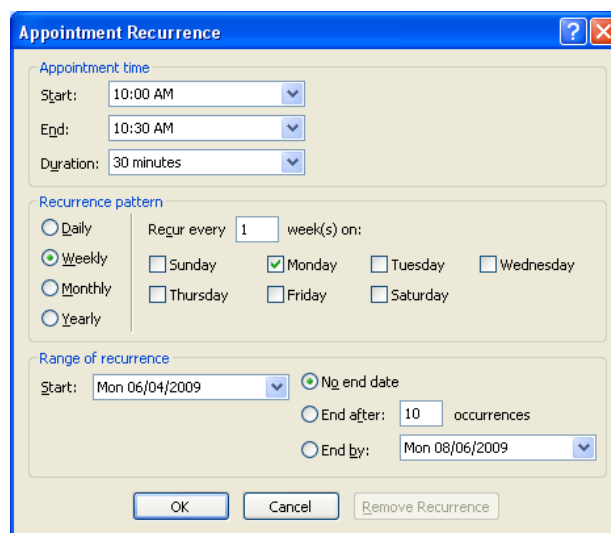 Appointment Recurrence
Appointment time
Start: 10:00 AM
End: 10:30 AM
Duration: 30 minutes
Recurrence pattern
Daily Recur every 1 week(s) on:
Weekly Sunday Monday Tuesday Wednesday
Monthly Thursday Friday Saturday
Yearly
Range of recurrence
Start: Mon 06/04/2009 No end date
End after: 10 occurrences
End by: Mon 08/06/2009
OK Cancel Remove Recurrence